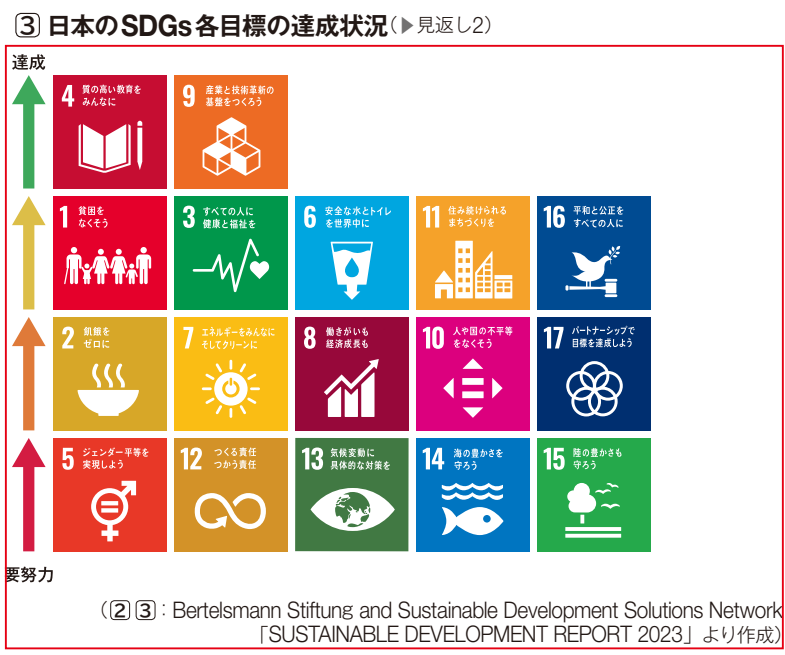 ③ 日本のSDGs各目標の達成状況(▶見返し2)
達成
4 質の高い教育を
みんなに
9 産業と技術革新の
基盤をつくろう
1 貧困を
なくそう
3 すべての人に
健康と福祉を
6 安全な水とトイレ
を世界中に
11 住み続けられる
まちづくりを
16 平和と公正を
すべての人に
2 飢餓を
ゼロに
7 エネルギーをみんなに
そしてクリーンに
8 働きがいも
経済成長も
10 人や国の不平等
をなくそう
17 パートナーシップで
目標を達成しよう
5 ジェンダー平等を
実現しよう
12 つくる責任
つかう責任
13 気候変動に
具体的な対策を
14 海の豊かさを
守ろう
15 陸の豊かさも
守ろう
要努力
(②③：Bertelsmann Stiftung and Sustainable Development Solutions Network
「SUSTAINABLE DEVELOPMENT REPORT 2023」より作成)